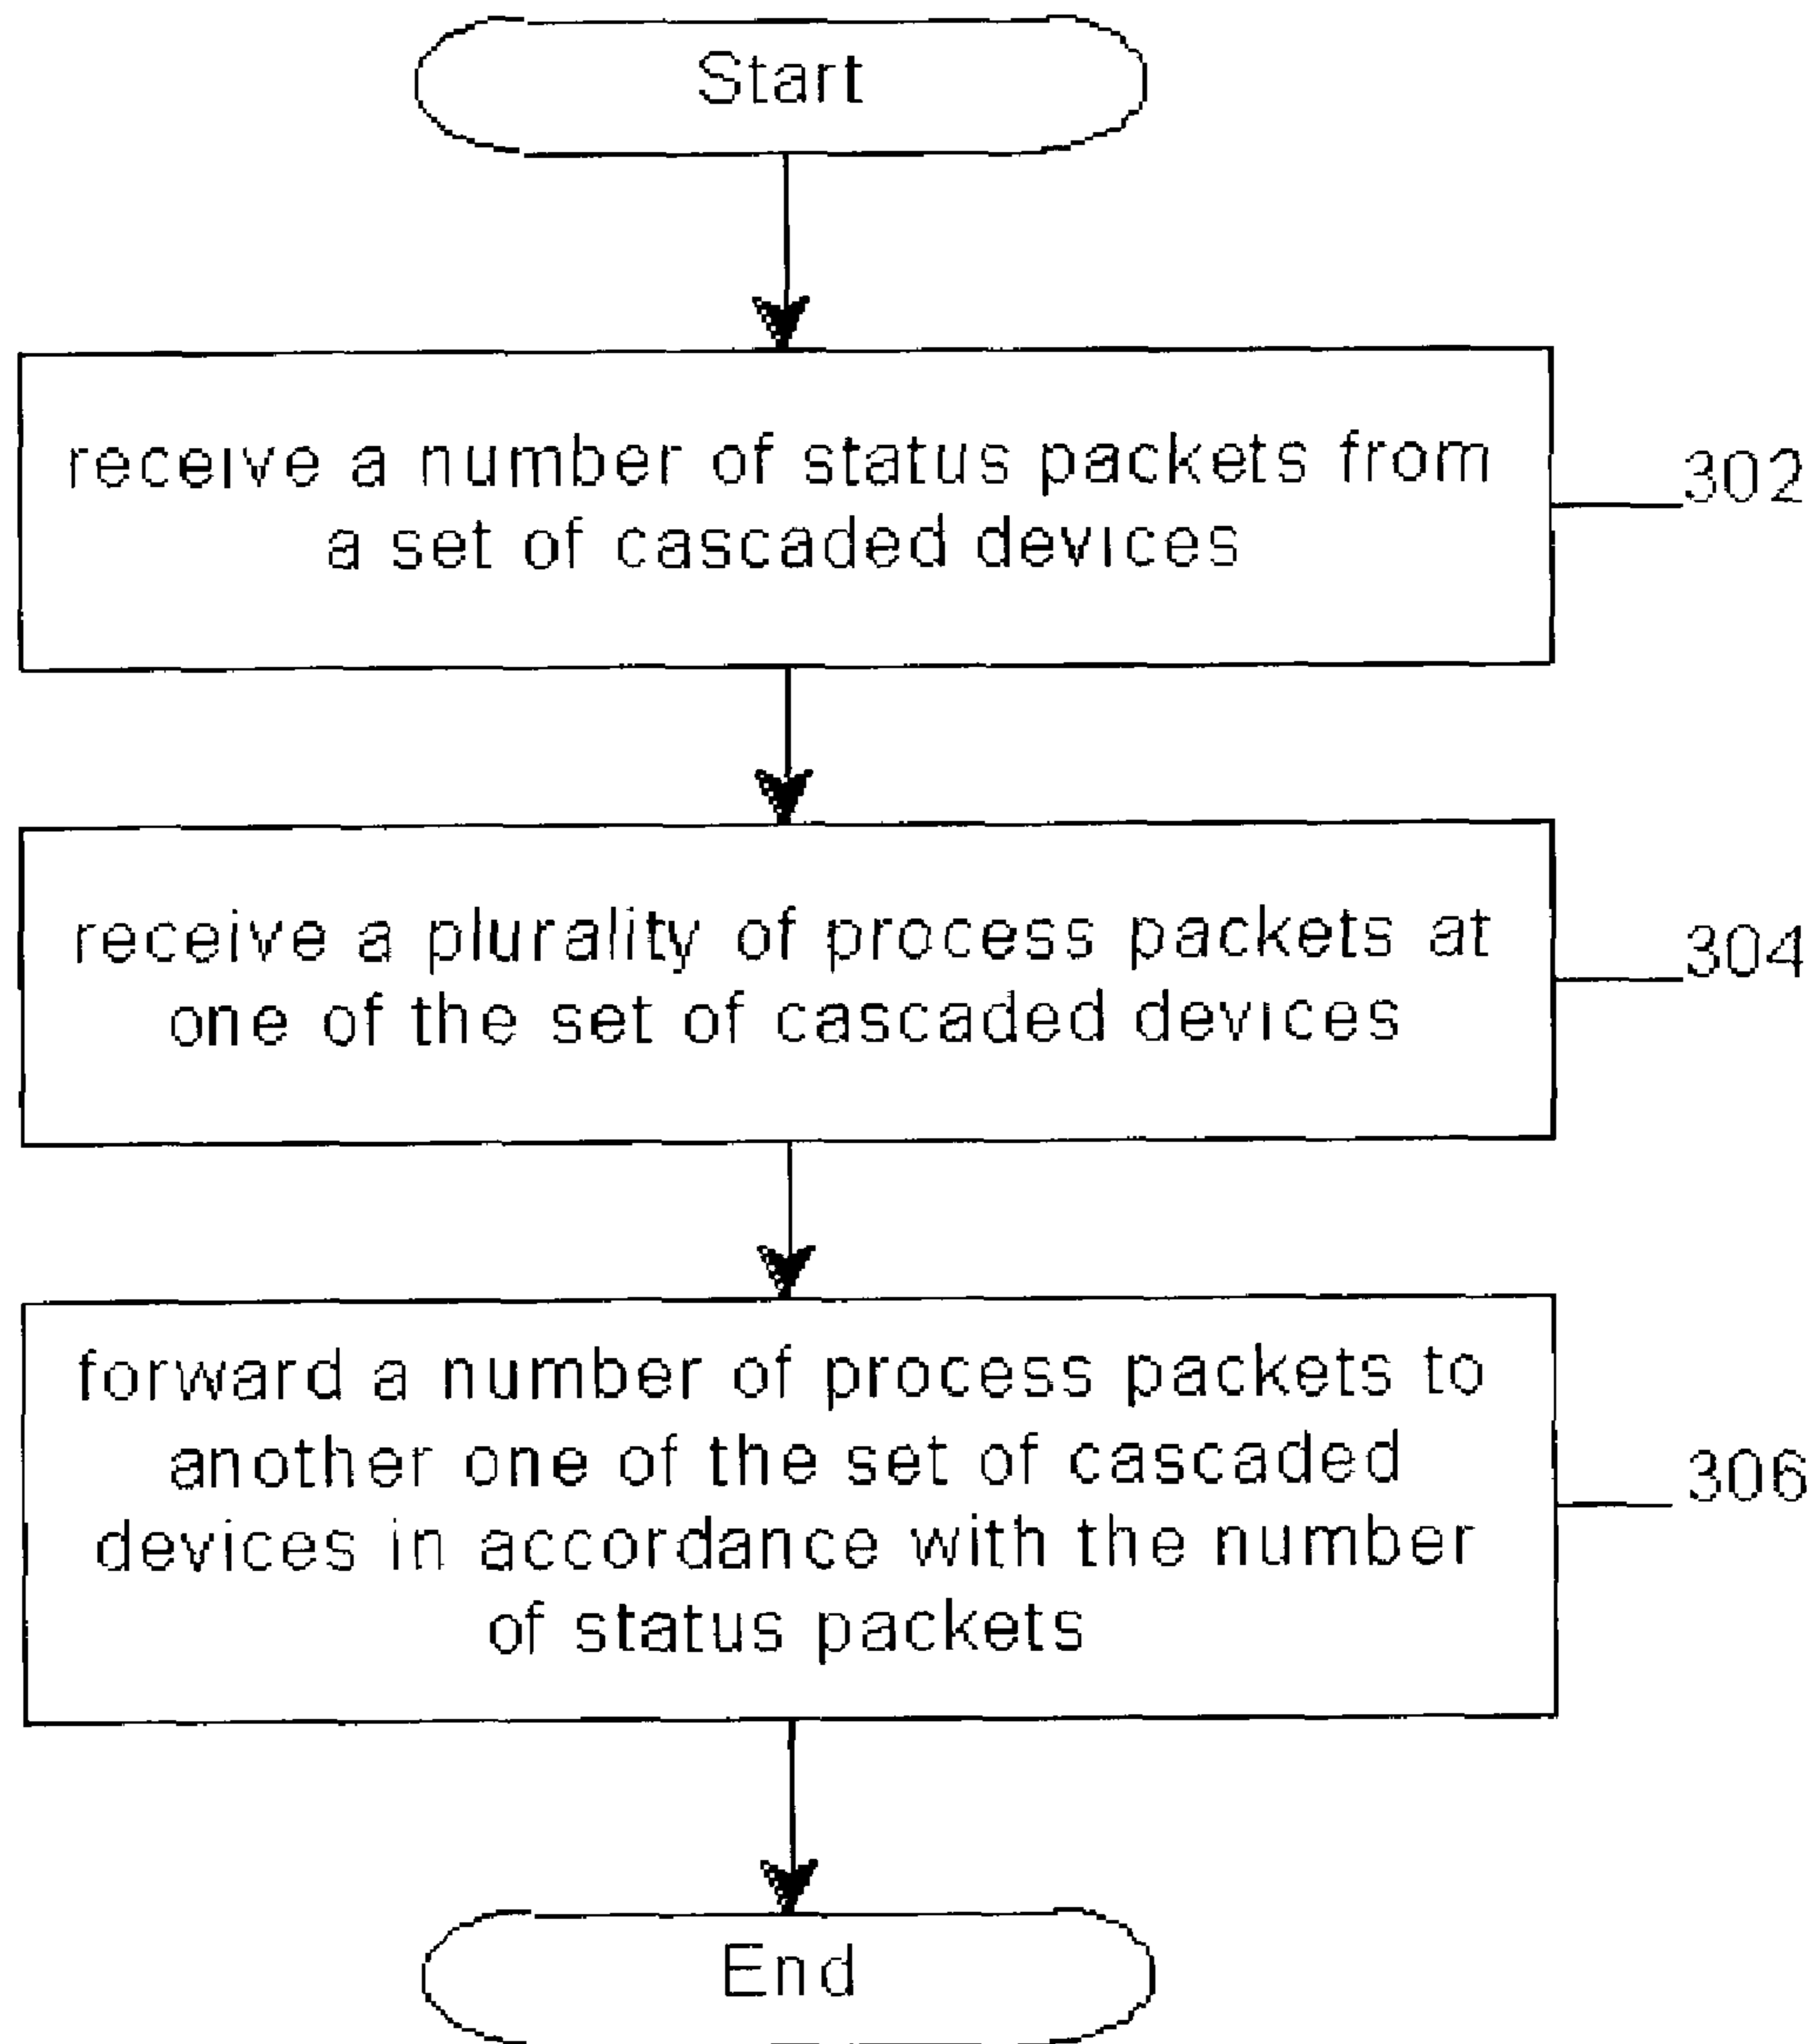 Start
receive a number of status packets from
a set of cascaded devices
302
receive a plurality of process packets at
one of the set of cascaded devices
304
forward a number of process packets to
another one of the set of cascaded
devices in accordance with the number
of status packets
306
End